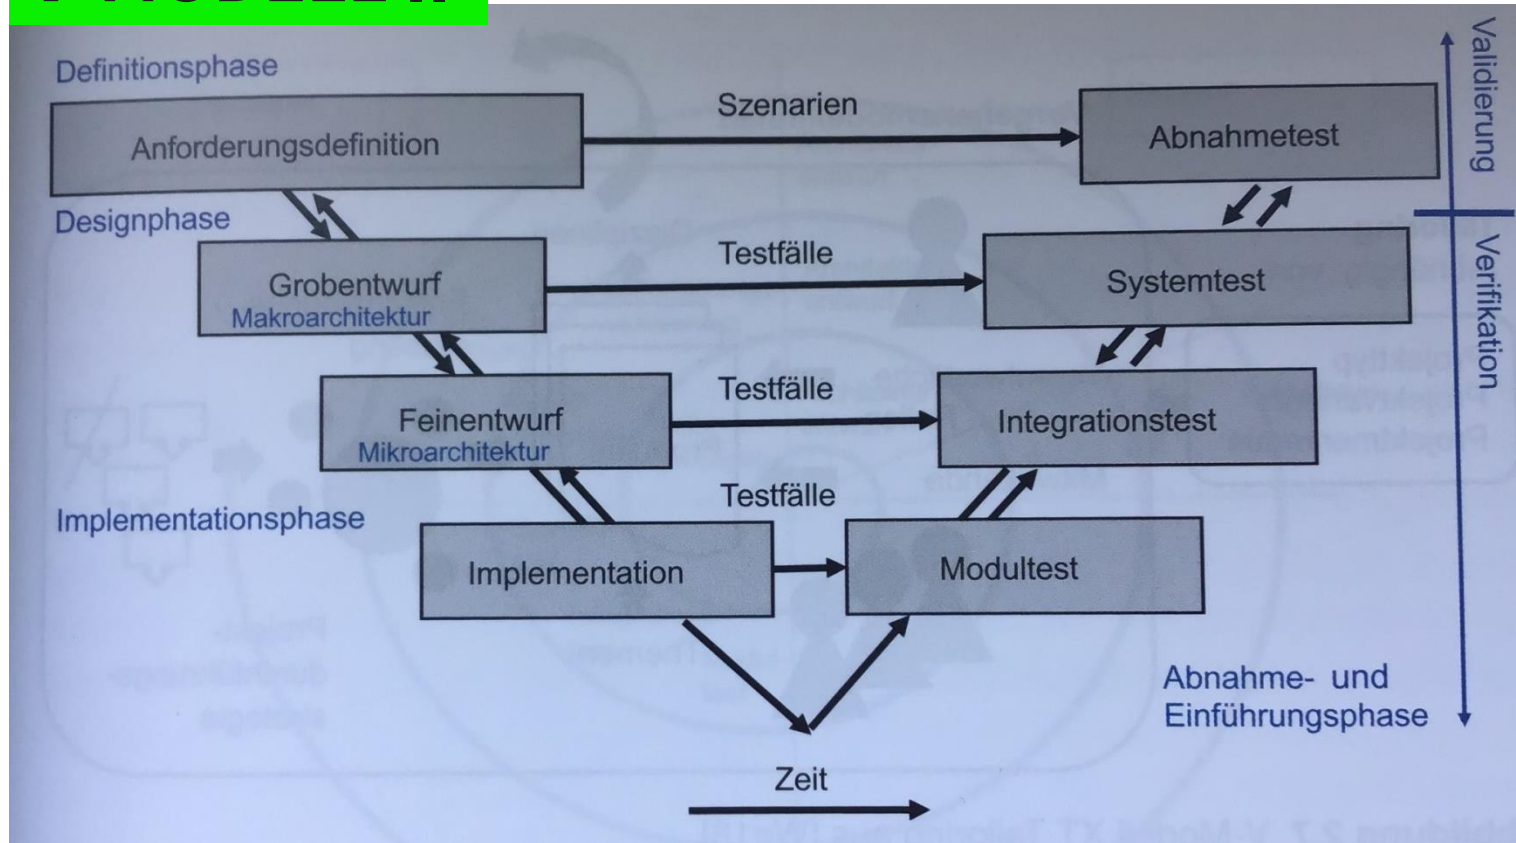 Definitionsphase
Anforderungsdefinition
Szenarien
Abnahmetest
Validierung
Designphase
Grobentwurf
Makroarchitektur
Testfälle
Systemtest
Verifikation
Feinentwurf
Mikroarchitektur
Testfälle
Integrationstest
Implementationsphase
Testfälle
Implementation
Modultest
Abnahme- und
Einführungsphase
Zeit